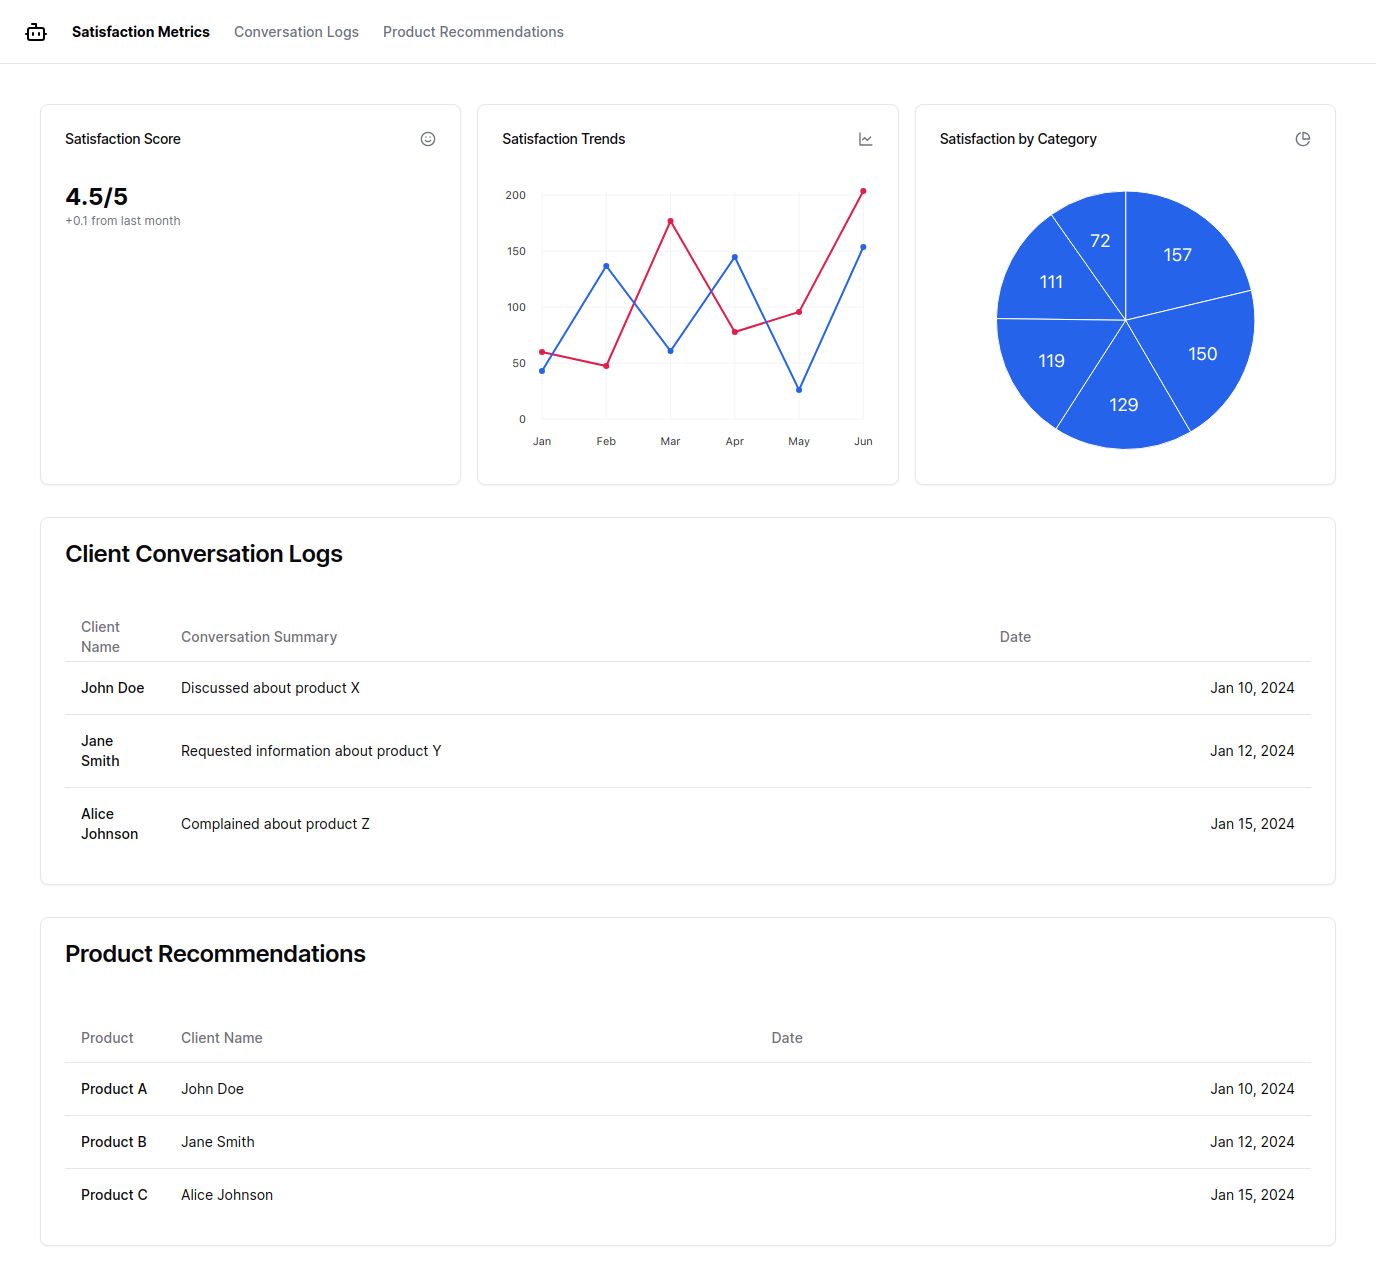 Satisfaction Metrics Conversation Logs Product Recommendations
Satisfaction Score
4.5/5
+0.1 from last month
Satisfaction Trends
200
150
100
50
0
Jan Feb Mar Apr May Jun
Satisfaction by Category
72
157
111
150
119
129
Client Conversation Logs
Client
Name
Conversation Summary
Date
John Doe Discussed about product X Jan 10, 2024
Jane
Smith
Requested information about product Y
Jan 12, 2024
Alice
Johnson
Complained about product Z
Jan 15, 2024
Product Recommendations
Product Client Name Date
Product A John Doe Jan 10, 2024
Product B Jane Smith Jan 12, 2024
Product C Alice Johnson Jan 15, 2024